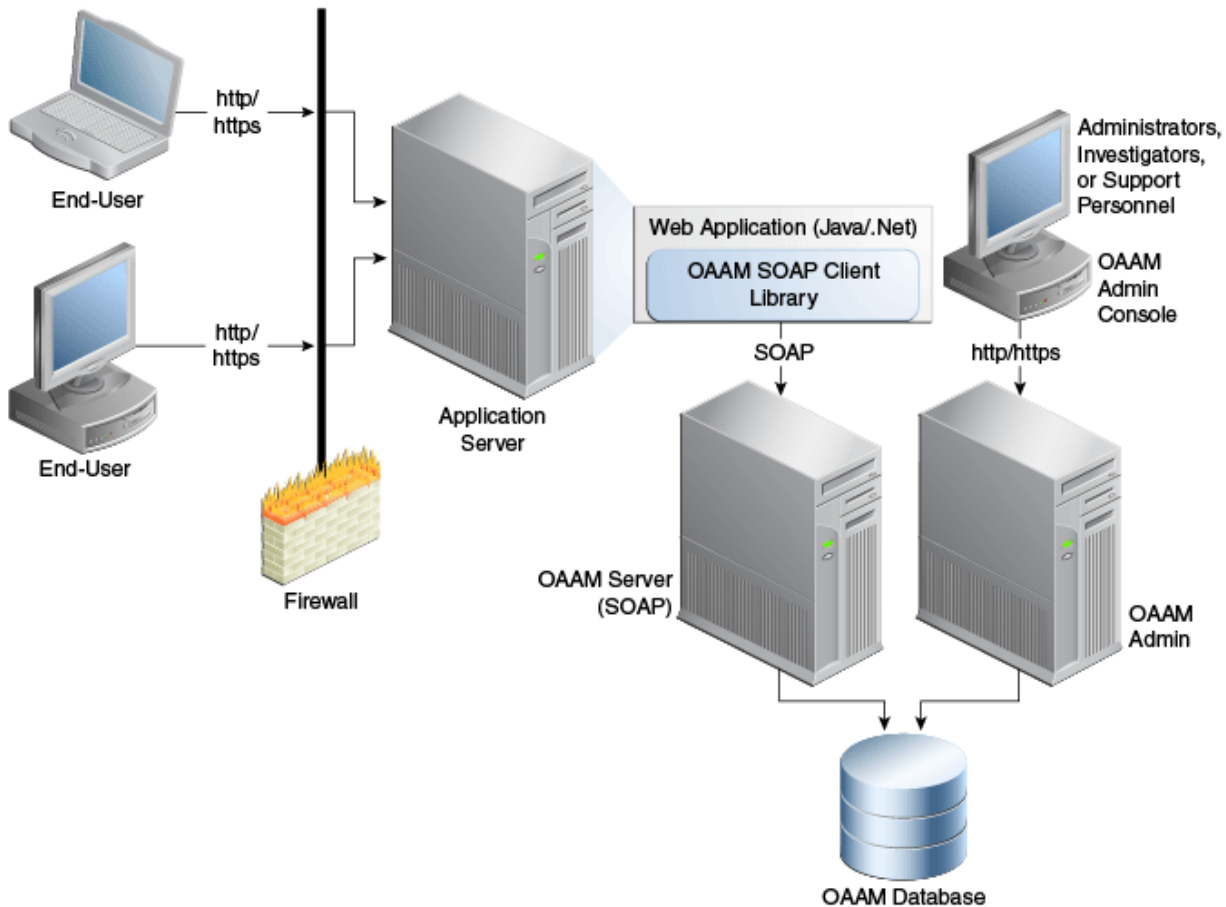 http/
https
End-User
http/
https
End-User
Firewall
Application
Server
Web Application (Java/.Net)
OAAM SOAP Client
Library
SOAP
Administrators,
Investigators,
or Support
Personnel
OAAM
Admin
Console
http/https
OAAM Server
(SOAP)
OAAM
Admin
OAAM Database